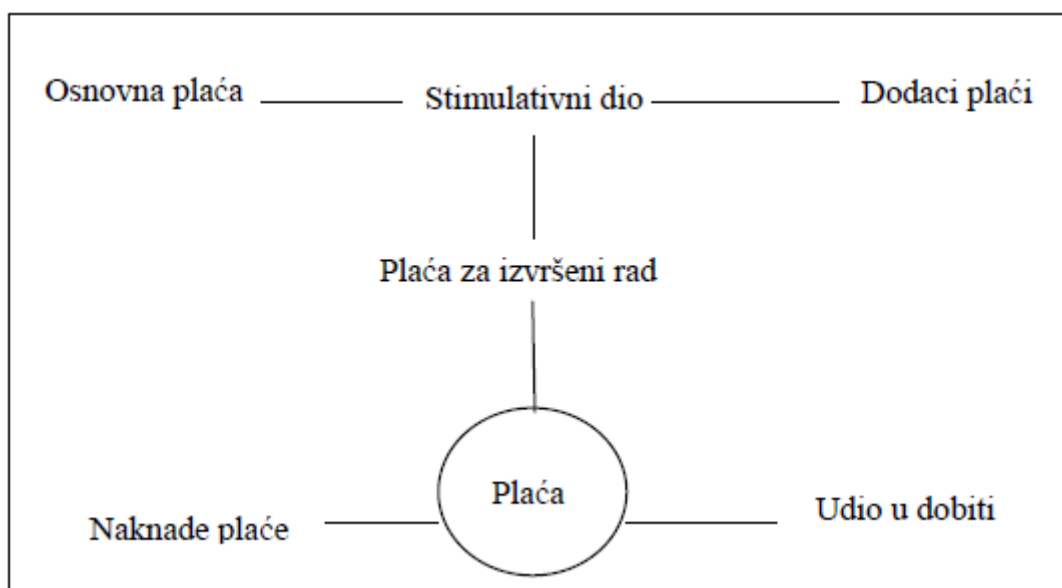 Osnovna plaća
Stimulativni dio
Dodaci plaći
Plaća za izvršeni rad
Plaća
Naknade plaće
Udio u dobiti